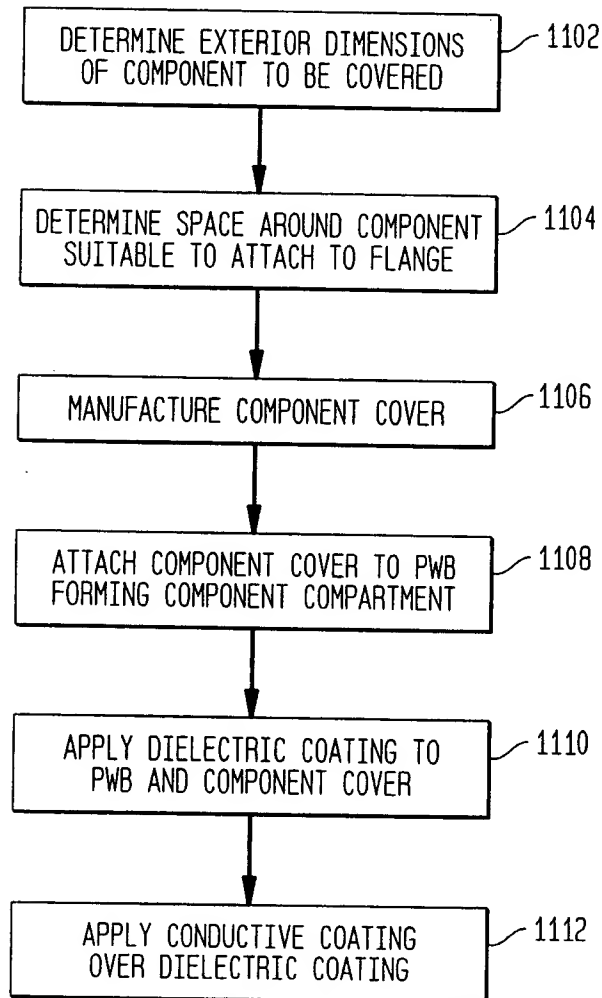 DETERMINE EXTERIOR DIMENSIONS
OF COMPONENT TO BE COVERED
1102
DETERMINE SPACE AROUND COMPONENT
SUITABLE TO ATTACH TO FLANGE
1104
MANUFACTURE COMPONENT COVER
1106
ATTACH COMPONENT COVER TO PWB
FORMING COMPONENT COMPARTMENT
1108
APPLY DIELECTRIC COATING TO
PWB AND COMPONENT COVER
1110
APPLY CONDUCTIVE COATING
OVER DIELECTRIC COATING
1112